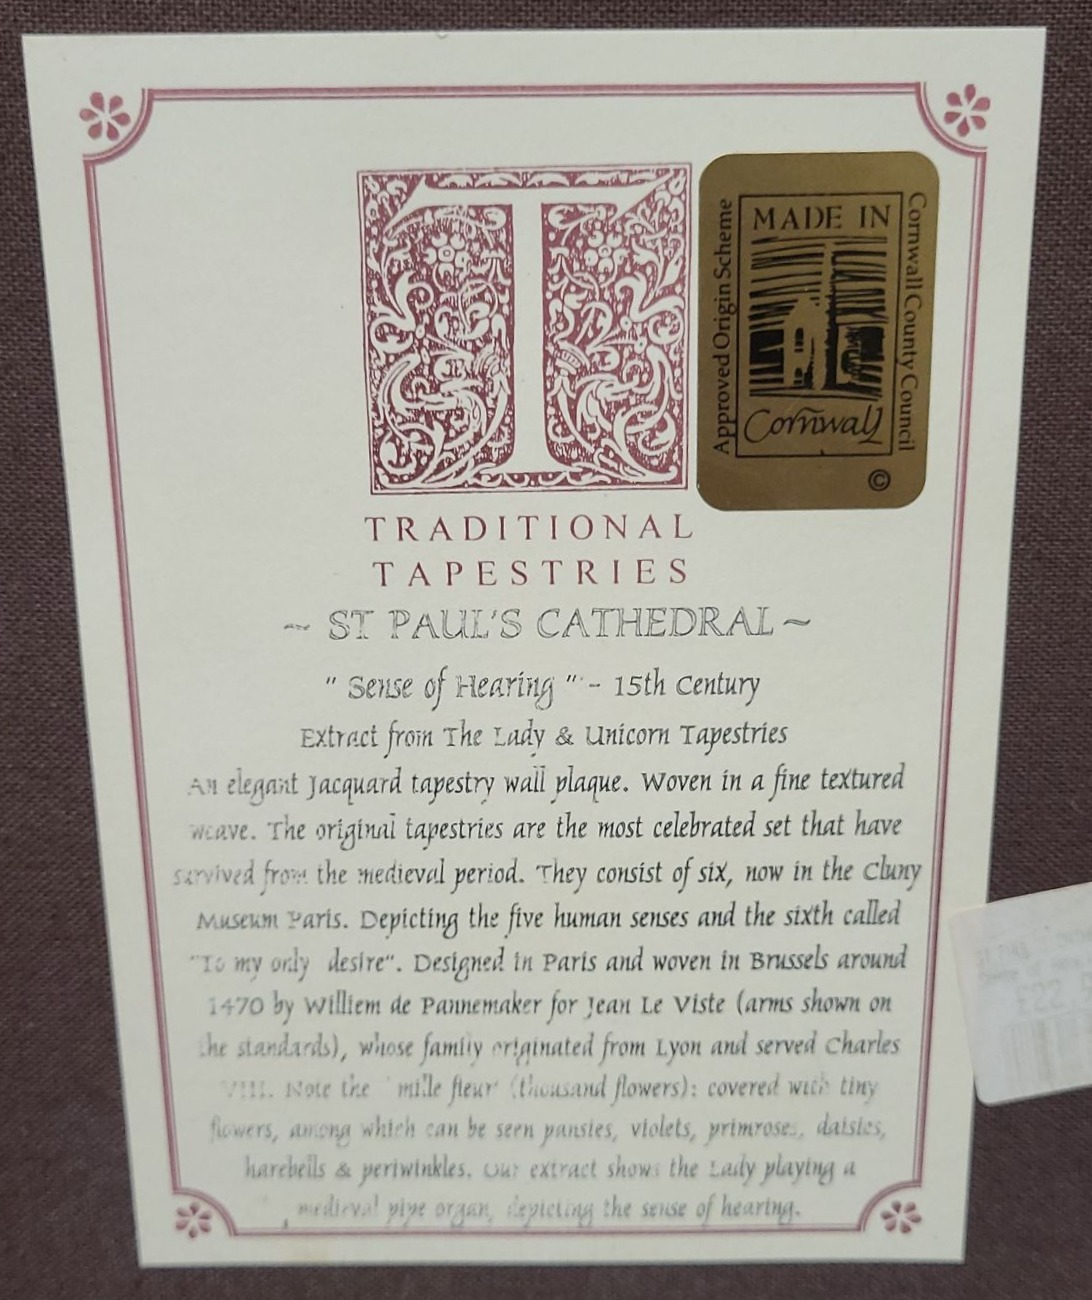 T
MADE IN
Cornwall
Approved Origin Scheme
Cornwall County Council
©
TRADITIONAL
TAPESTRIES
~ ST PAUL'S CATHEDRAL ~
" Sense of Hearing " - 15th Century
Extract from The Lady & Unicorn Tapestries
An elegant Jacquard tapestry wall plaque. Woven in a fine textured
weave. The original tapestries are the most celebrated set that have
survived from the medieval period. They consist of six, now in the Cluny
Museum Paris. Depicting the five human senses and the sixth called
"To my only desire". Designed in Paris and woven in Brussels around
1470 by Williem de Pannemaker for Jean Le Viste (arms shown on
the standards), whose family originated from Lyon and served Charles
VIII. Note the 'mille fleur' (thousand flowers): covered with tiny
flowers, among which can be seen pansies, violets, primroses, daisies,
harebells & periwinkles. Our extract shows the Lady playing a
medieval pipe organ, depicting the sense of hearing.